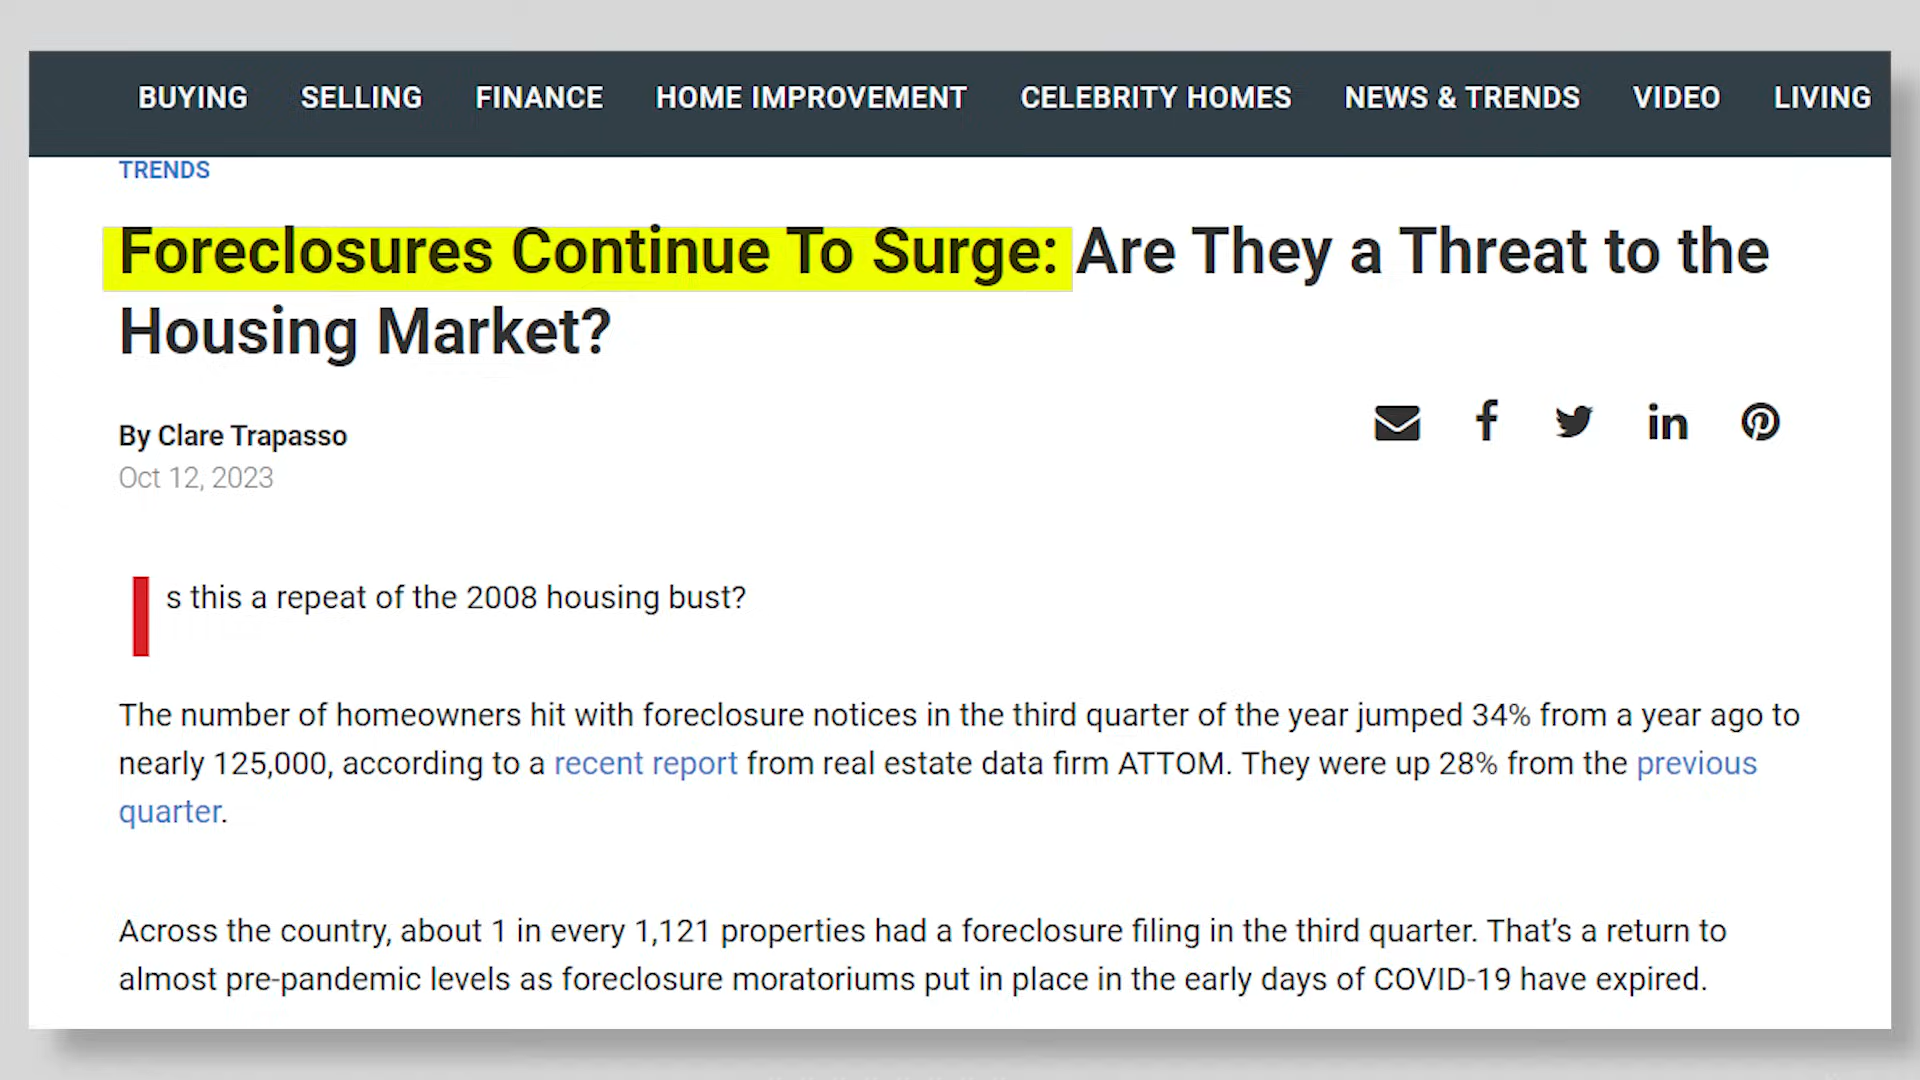 BUYING SELLING FINANCE HOME IMPROVEMENT CELEBRITY HOMES NEWS & TRENDS VIDEO LIVING
TRENDS
Foreclosures Continue To Surge: Are They a Threat to the
Housing Market?
By Clare Trapasso
Oct 12, 2023
Is this a repeat of the 2008 housing bust?
The number of homeowners hit with foreclosure notices in the third quarter of the year jumped 34% from a year ago to
nearly 125,000, according to a recent report from real estate data firm ATTOM. They were up 28% from the previous
quarter.
Across the country, about 1 in every 1,121 properties had a foreclosure filing in the third quarter. That’s a return to
almost pre-pandemic levels as foreclosure moratoriums put in place in the early days of COVID-19 have expired.